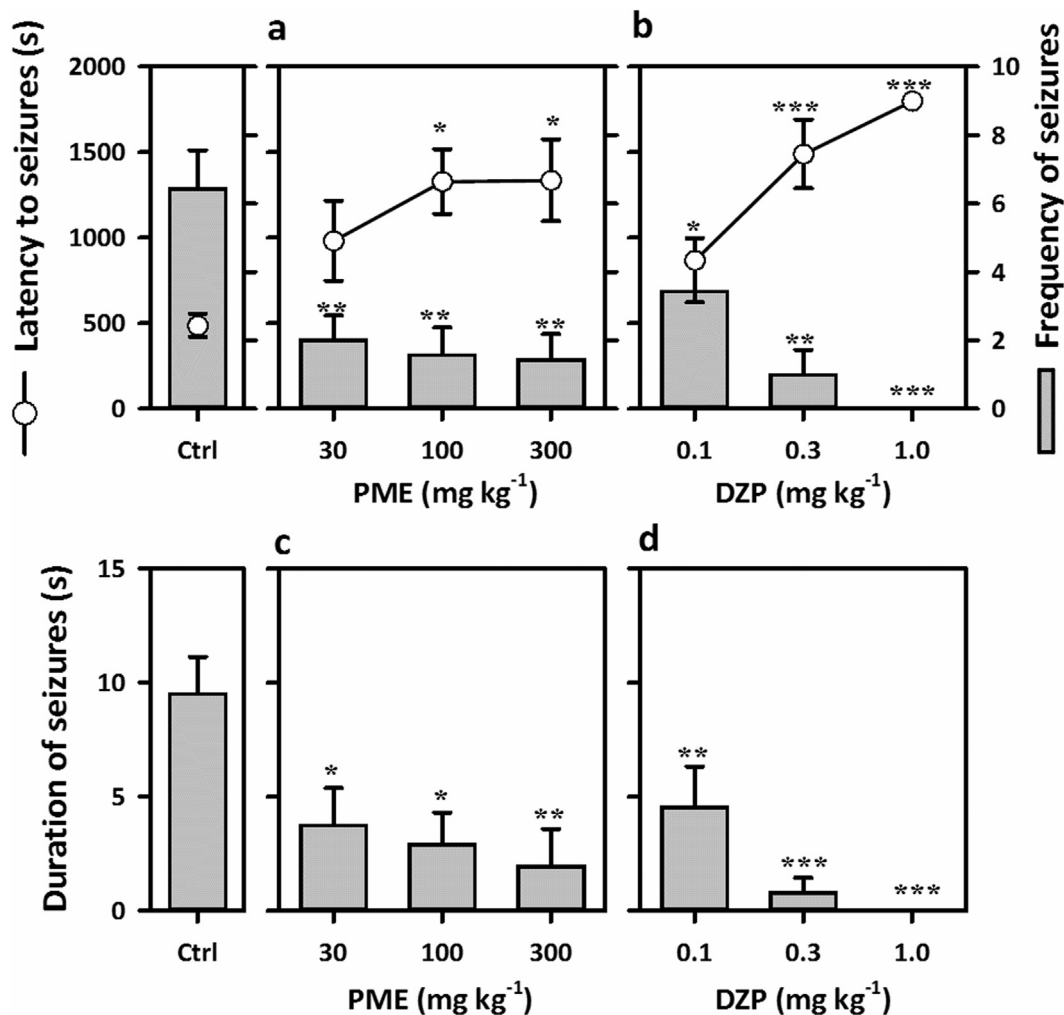 a
b
Latency to seizures (s)
2000
1500
1000
500
0
* *
** ** **
* *** ***
** ***
10
8
6
4
2
0
Frequency of seizures
Ctrl
30 100 300
0.1 0.3 1.0
PME (mg kg⁻¹)
DZP (mg kg⁻¹)
c
d
Duration of seizures (s)
15
10
5
0
* * **
** *** ***
Ctrl
30 100 300
0.1 0.3 1.0
PME (mg kg⁻¹)
DZP (mg kg⁻¹)